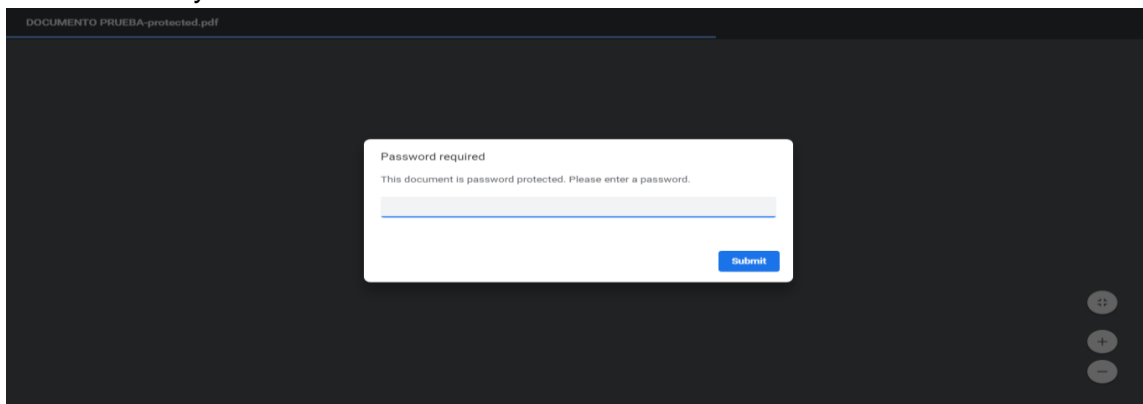 DOCUMENTO PRUEBA-protected.pdf
Password required
This document is password protected. Please enter a password.
Submit